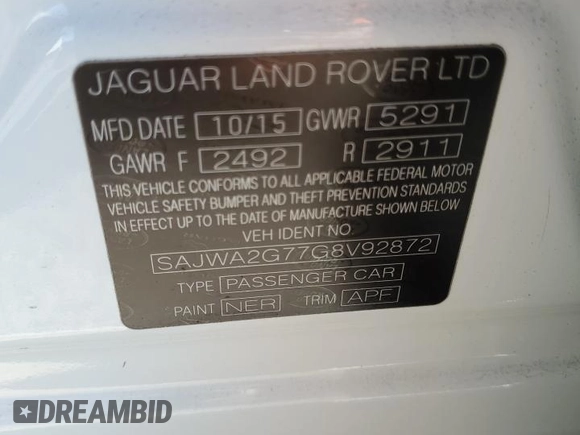 JAGUAR LAND ROVER LTD
MFD DATE 10/15 GVWR 5291
GAWR F 2492 R 2911
THIS VEHICLE CONFORMS TO ALL APPLICABLE FEDERAL MOTOR
VEHICLE SAFETY BUMPER AND THEFT PREVENTION STANDARDS
IN EFFECT UP TO THE DATE OF MANUFACTURE SHOWN BELOW
VEH IDENT NO.
SAJWA2G77G8V92872
TYPE PASSENGER CAR
PAINT NER TRIM APF
DREAMBID